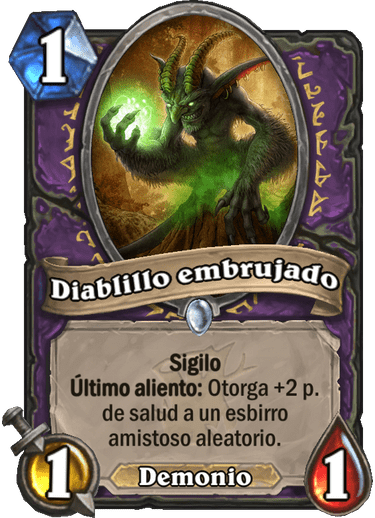 1
Diablillo embrujado
Sigilo
Último aliento: Otorga +2 p.
de salud a un esbirro
amistoso aleatorio.
1
Demonio
1